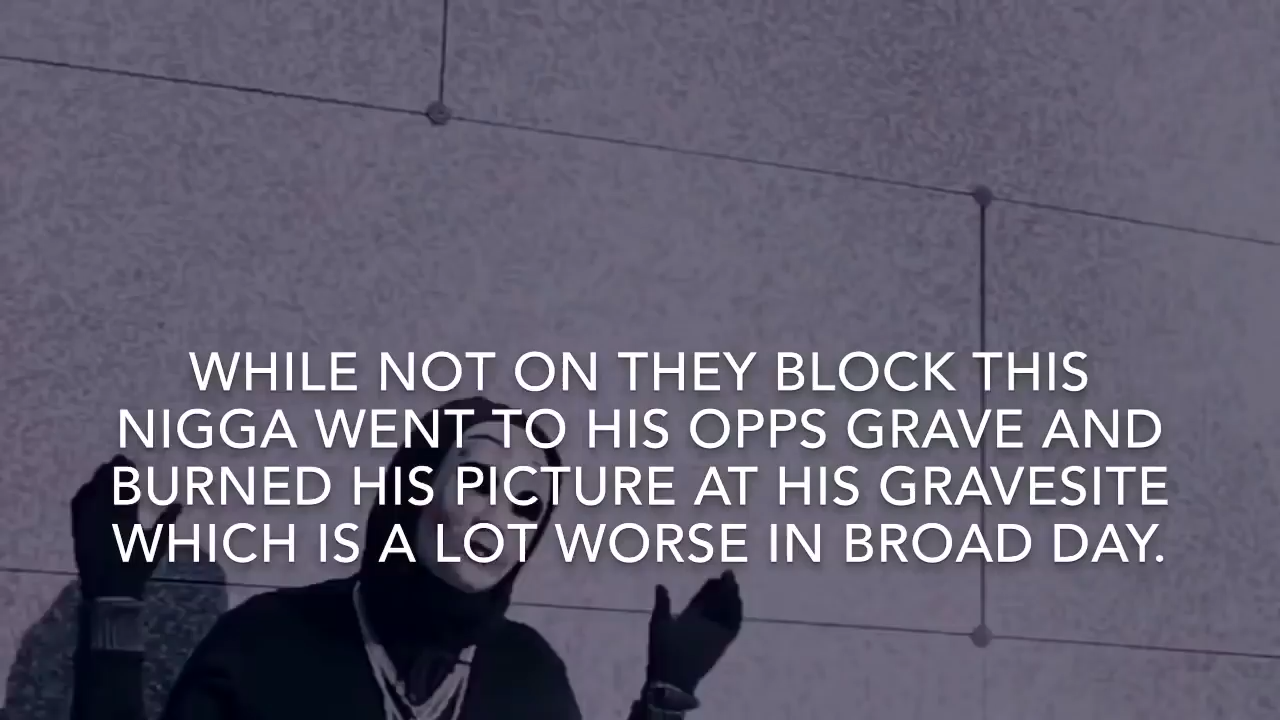 WHILE NOT ON THEY BLOCK THIS
NIGGA WENT TO HIS OPPS GRAVE AND
BURNED HIS PICTURE AT HIS GRAVESITE
WHICH IS A LOT WORSE IN BROAD DAY.